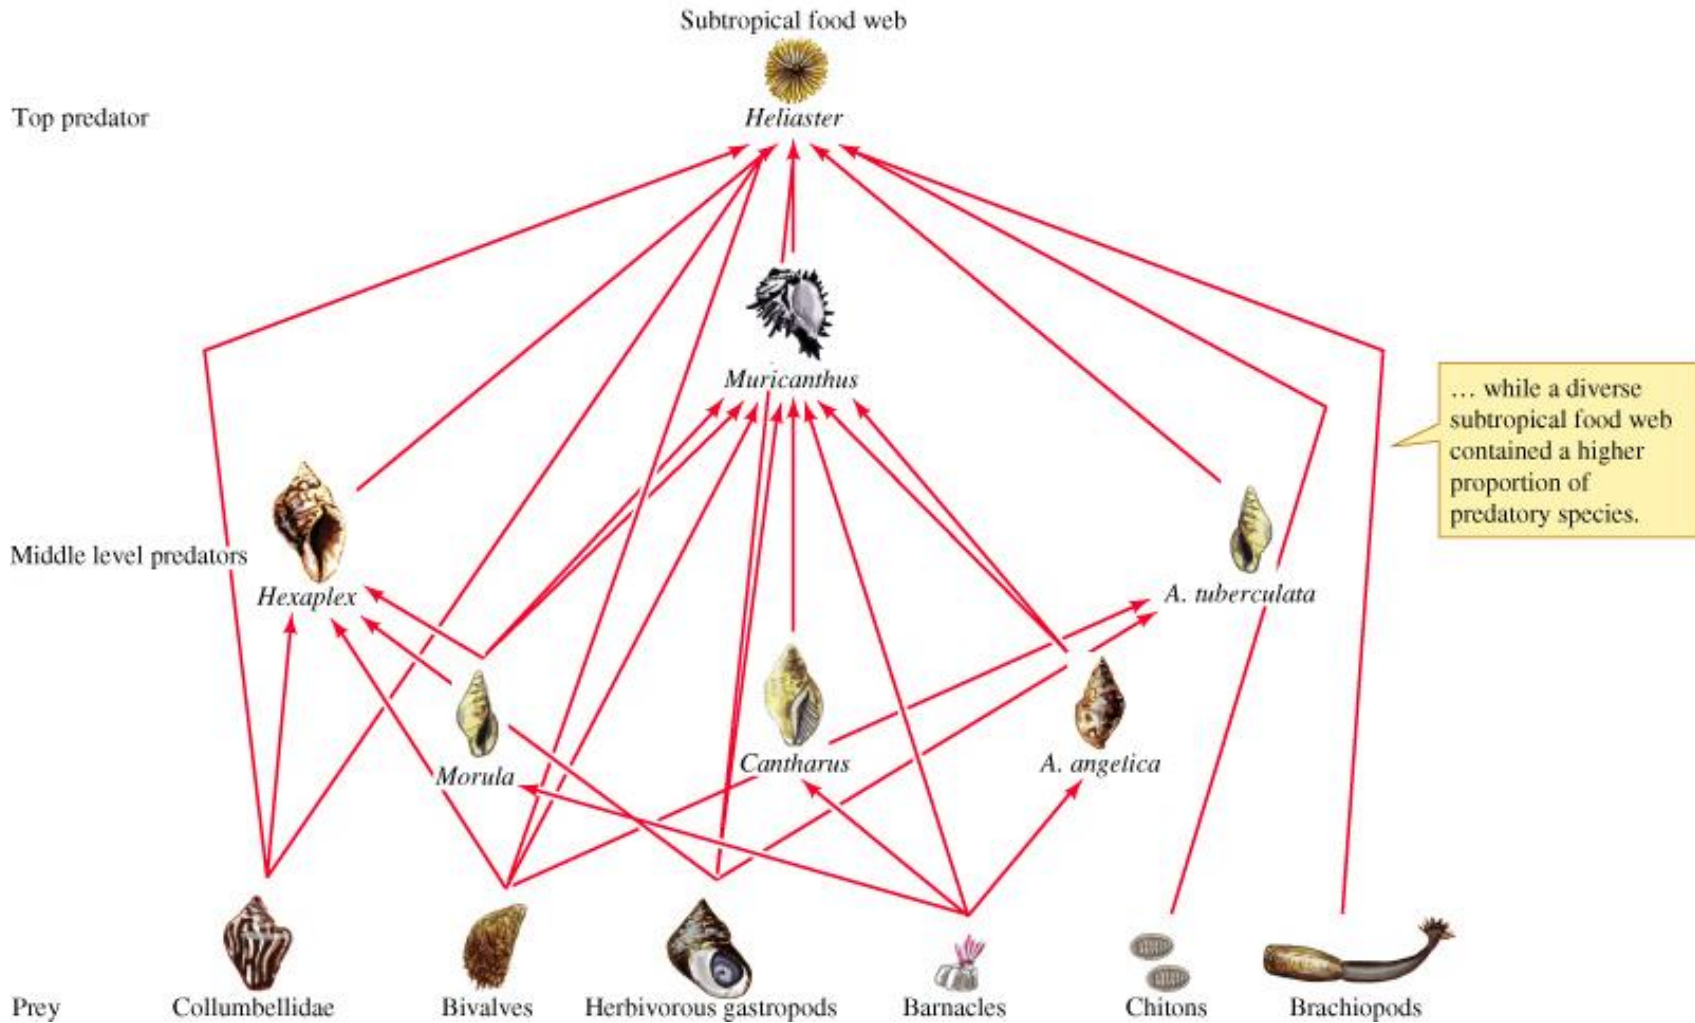 Subtropical food web
Top predator
Heliaster
Muricanthus
… while a diverse
subtropical food web
contained a higher
proportion of
predatory species.
Middle level predators
Hexaplex
A. tuberculata
Morula
Cantharus
A. angelica
Prey
Collumbellidae
Bivalves
Herbivorous gastropods
Barnacles
Chitons
Brachiopods